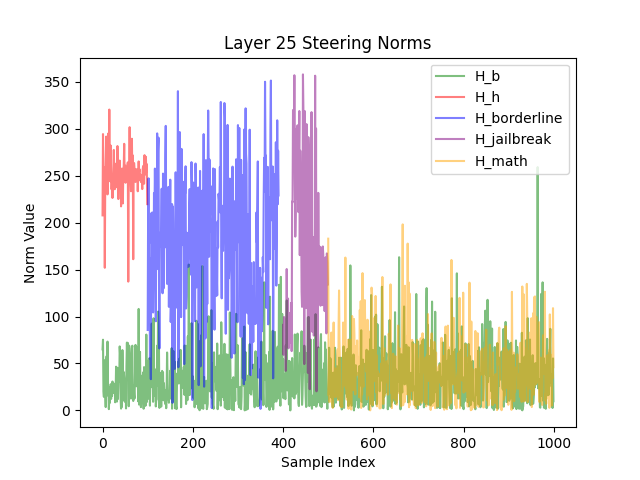 Layer 25 Steering Norms
Norm Value
350
300
250
200
150
100
50
0
0
200
400
600
800
1000
Sample Index
H_b
H_h
H_borderline
H_jailbreak
H_math